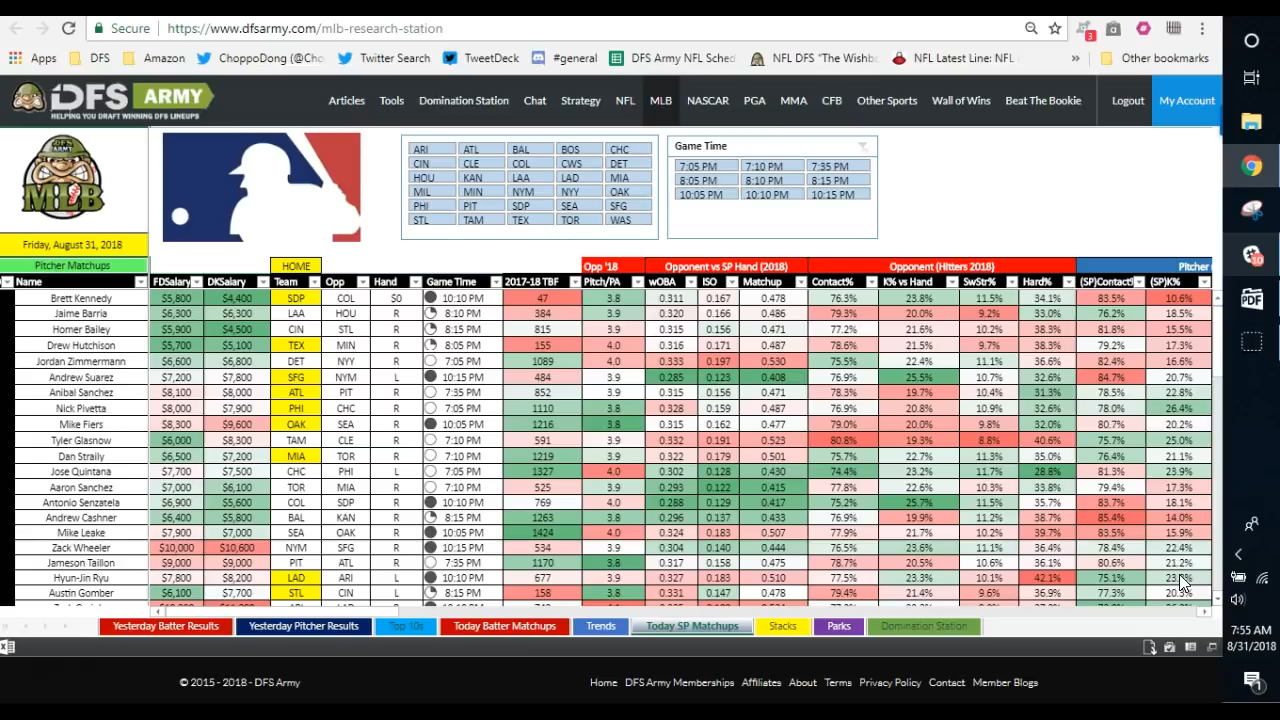 Secure https://www.dfsarmy.com/mlb-research-station
3
Apps DFS Amazon ChoppoDong (@Cho Twitter Search TweetDeck #general DFS Army NFL Sched NFL DFS "The Wishb NFL Latest Line: NFL » Other bookmarks
DFS ARMY
HELPING YOU DRAFT WINNING DFS LINEUPS
Articles Tools Domination Station Chat Strategy NFL MLB NASCAR PGA MMA CFB Other Sports Wall of Wins Beat The Bookie Logout My Account
MLB
ARI ATL BAL BOS CHC
CIN CLE COL CWS DET
HOU KAN LAA LAD MIA
MIL MIN NYM NYY OAK
PHI PIT SDP SEA SFG
STL TAM TEX TOR WAS
Game Time
7:05 PM 7:10 PM 7:35 PM
8:05 PM 8:10 PM 8:15 PM
10:05 PM 10:10 PM 10:15 PM
Friday, August 31, 2018
Pitcher Matchups HOME Opp '18 Opponent vs SP Hand (2018) Opponent (Hitters 2018) Pitcher
Name FDSalary DKSalary Team Opp Hand Game Time 2017-18 TBF Pitch/PA wOBA ISO Matchup Contact% K% vs Hand SwStr% Hard% (SP)Contact% (SP)K%
Brett Kennedy $5,800 $4,400 SDP COL $0 10:10 PM 47 3.8 0.311 0.167 0.478 76.3% 23.8% 11.5% 34.1% 83.5% 10.6%
Jaime Barria $6,300 $6,300 LAA HOU R 8:10 PM 384 3.9 0.320 0.166 0.486 79.3% 20.0% 9.2% 33.0% 76.2% 18.5%
Homer Bailey $5,900 $4,500 CIN STL R 8:15 PM 815 3.9 0.315 0.156 0.471 77.2% 21.6% 10.2% 38.3% 81.8% 15.5%
Drew Hutchison $5,700 $5,100 TEX MIN R 8:05 PM 155 4.0 0.316 0.171 0.487 78.6% 21.5% 9.7% 38.3% 79.2% 17.3%
Jordan Zimmermann $6,600 $6,800 DET NYY R 7:05 PM 1089 4.0 0.333 0.197 0.530 75.5% 22.4% 11.1% 36.6% 82.4% 16.6%
Andrew Suarez $7,200 $7,800 SFG NYM L 10:15 PM 484 3.9 0.285 0.123 0.408 76.9% 25.5% 10.7% 32.6% 84.7% 20.7%
Anibal Sanchez $8,100 $8,000 ATL PIT R 7:35 PM 852 3.9 0.315 0.156 0.471 78.3% 19.7% 10.4% 31.3% 78.5% 22.8%
Nick Pivetta $8,000 $7,900 PHI CHC R 7:05 PM 1110 3.8 0.328 0.159 0.487 76.9% 20.8% 10.9% 32.6% 78.0% 26.4%
Mike Fiers $8,300 $9,600 OAK SEA R 10:05 PM 1216 3.8 0.315 0.162 0.477 79.0% 20.0% 9.8% 32.0% 80.7% 20.2%
Tyler Glasnow $6,000 $8,300 TAM CLE R 7:10 PM 591 3.9 0.332 0.191 0.523 80.8% 19.3% 8.8% 40.6% 75.7% 25.0%
Dan Straily $6,500 $7,200 MIA TOR R 7:10 PM 1219 3.9 0.322 0.179 0.501 75.7% 22.7% 11.3% 35.0% 76.4% 21.1%
Jose Quintana $7,700 $7,500 CHC PHI L 7:05 PM 1327 4.0 0.302 0.128 0.430 74.4% 23.2% 11.7% 28.8% 81.3% 23.9%
Aaron Sanchez $7,000 $6,100 TOR MIA R 7:10 PM 525 3.9 0.293 0.122 0.415 77.8% 22.6% 10.3% 33.8% 79.4% 17.3%
Antonio Senzatela $6,900 $5,600 COL SDP R 10:10 PM 769 4.0 0.288 0.129 0.417 75.2% 25.7% 11.5% 35.7% 83.7% 18.1%
Andrew Cashner $6,400 $5,800 BAL KAN R 8:15 PM 1263 3.8 0.296 0.137 0.433 76.9% 19.9% 11.2% 38.7% 85.4% 14.0%
Mike Leake $7,900 $7,000 SEA OAK R 10:05 PM 1424 4.0 0.324 0.183 0.507 77.9% 21.7% 10.2% 39.7% 83.5% 15.9%
Zack Wheeler $10,000 $10,600 NYM SFG R 10:15 PM 534 3.9 0.304 0.140 0.444 76.5% 23.6% 11.1% 36.4% 78.4% 22.4%
Jameson Taillon $9,000 $9,000 PIT ATL R 7:35 PM 1137 3.8 0.325 0.163 0.488 78.7% 20.5% 10.6% 36.1% 80.6% 21.2%
Hyun-Jin Ryu $7,800 $8,200 LAD ARI L 10:10 PM 677 3.9 0.327 0.183 0.510 77.5% 23.3% 10.1% 42.1% 75.1%
Austin Gomber $6,100 $7,700 STL CIN L 8:15 PM 158 3.8 0.331 0.147 0.478 79.4% 21.4% 9.6% 36.9% 77.3%
Yesterday Batter Results Yesterday Pitcher Results Top 10s Today Batter Matchups Trends Today SP Matchups Stacks Parks Domination Station
© 2015 - 2018 - DFS Army Home DFS Army Memberships Affiliates About Terms Privacy Policy Contact Member Blogs
10
PDF
7:55 AM
8/31/2018
1